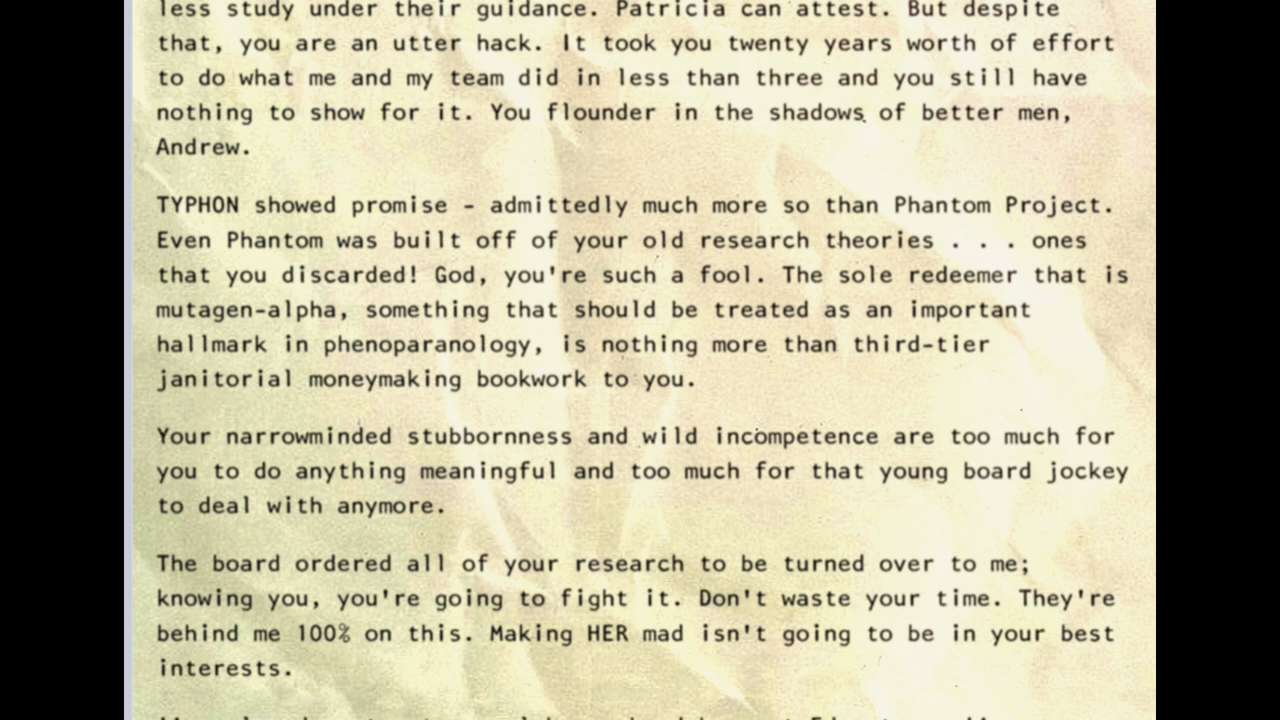 less study under their guidance. Patricia can attest. But despite
that, you are an utter hack. It took you twenty years worth of effort
to do what me and my team did in less than three and you still have
nothing to show for it. You flounder in the shadows of better men,
Andrew.
TYPHON showed promise - admittedly much more so than Phantom Project.
Even Phantom was built off of your old research theories . . . ones
that you discarded! God, you're such a fool. The sole redeemer that is
mutagen-alpha, something that should be treated as an important
hallmark in phenoparanology, is nothing more than third-tier
janitorial moneymaking bookwork to you.
Your narrowminded stubbornness and wild incompetence are too much for
you to do anything meaningful and too much for that young board jockey
to deal with anymore.
The board ordered all of your research to be turned over to me;
knowing you, you're going to fight it. Don't waste your time. They're
behind me 100% on this. Making HER mad isn't going to be in your best
interests.